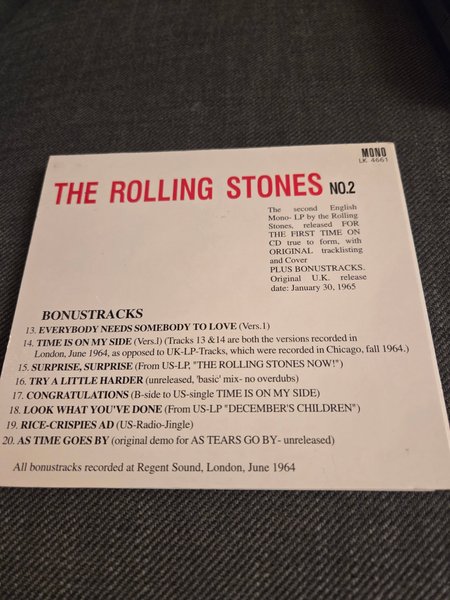 MONO
LK 4661
THE ROLLING STONES NO.2
The second English
Mono- LP by the Rolling
Stones, released FOR
THE FIRST TIME ON
CD true to form, with
ORIGINAL tracklisting
and Cover
PLUS BONUSTRACKS.
Original U.K. release
date: January 30, 1965
BONUSTRACKS
13. EVERYBODY NEEDS SOMEBODY TO LOVE (Vers.1)
14. TIME IS ON MY SIDE (Vers.l) (Tracks 13 &14 are both the versions recorded in
London, June 1964, as opposed to UK-LP-Tracks, which were recorded in Chicago, fall 1964.)
15. SURPRISE, SURPRISE (From US-LP, "THE ROLLING STONES NOW!")
16. TRY A LITTLE HARDER (unreleased, 'basic' mix- no overdubs)
17. CONGRATULATIONS (B-side to US-single TIME IS ON MY SIDE)
18. LOOK WHAT YOU'VE DONE (From US-LP "DECEMBER'S CHILDREN")
19. RICE-CRISPIES AD (US-Radio-Jingle)
20. AS TIME GOES BY (original demo for AS TEARS GO BY- unreleased)
All bonustracks recorded at Regent Sound, London, June 1964